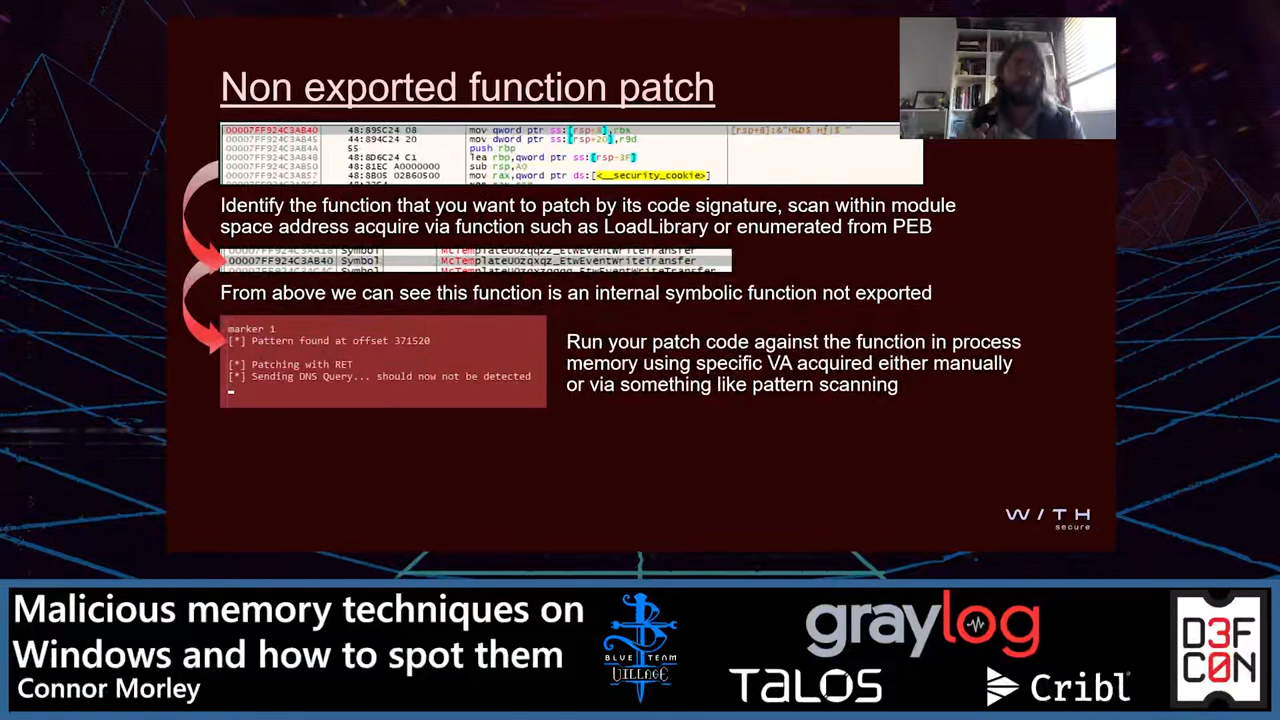 Non exported function patch
00007FF924C3AB40 48:895C24 08 mov qword ptr ss:[rsp+8],rbx
00007FF924C3AB45 44:894C24 20 mov dword ptr ss:[rsp+20],r9d
00007FF924C3AB4A 55 push rbp
00007FF924C3AB4B 48:8D6C24 C1 lea rbp,qword ptr ss:[rsp-3F]
00007FF924C3AB50 48:81EC A0000000 sub rsp,A0
00007FF924C3AB57 48:8B05 02B60500 mov rax,qword ptr ds:[<__security_cookie>]
Identify the function that you want to patch by its code signature, scan within module
space address acquire via function such as LoadLibrary or enumerated from PEB
00007FF924C3AB40 Symbol McTemplateU0zqxqz_EtwEventWriteTransfer
From above we can see this function is an internal symbolic function not exported
marker 1
[*] Pattern found at offset 371520
[*] Patching with RET
[*] Sending DNS Query... should now not be detected
Run your patch code against the function in process
memory using specific VA acquired either manually
or via something like pattern scanning
W/TH
secure
Malicious memory techniques on
Windows and how to spot them
Connor Morley
BLUE TEAM
VILLAGE
graylog
TALOS
Cribl
D3F
C0N